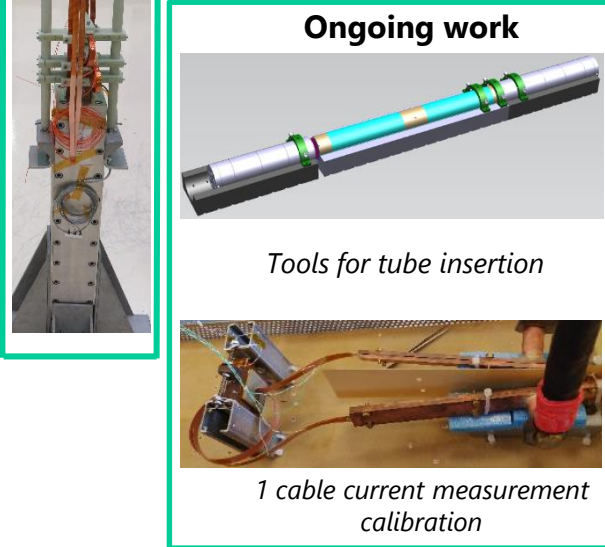 Ongoing work
Tools for tube insertion
1 cable current measurement
calibration